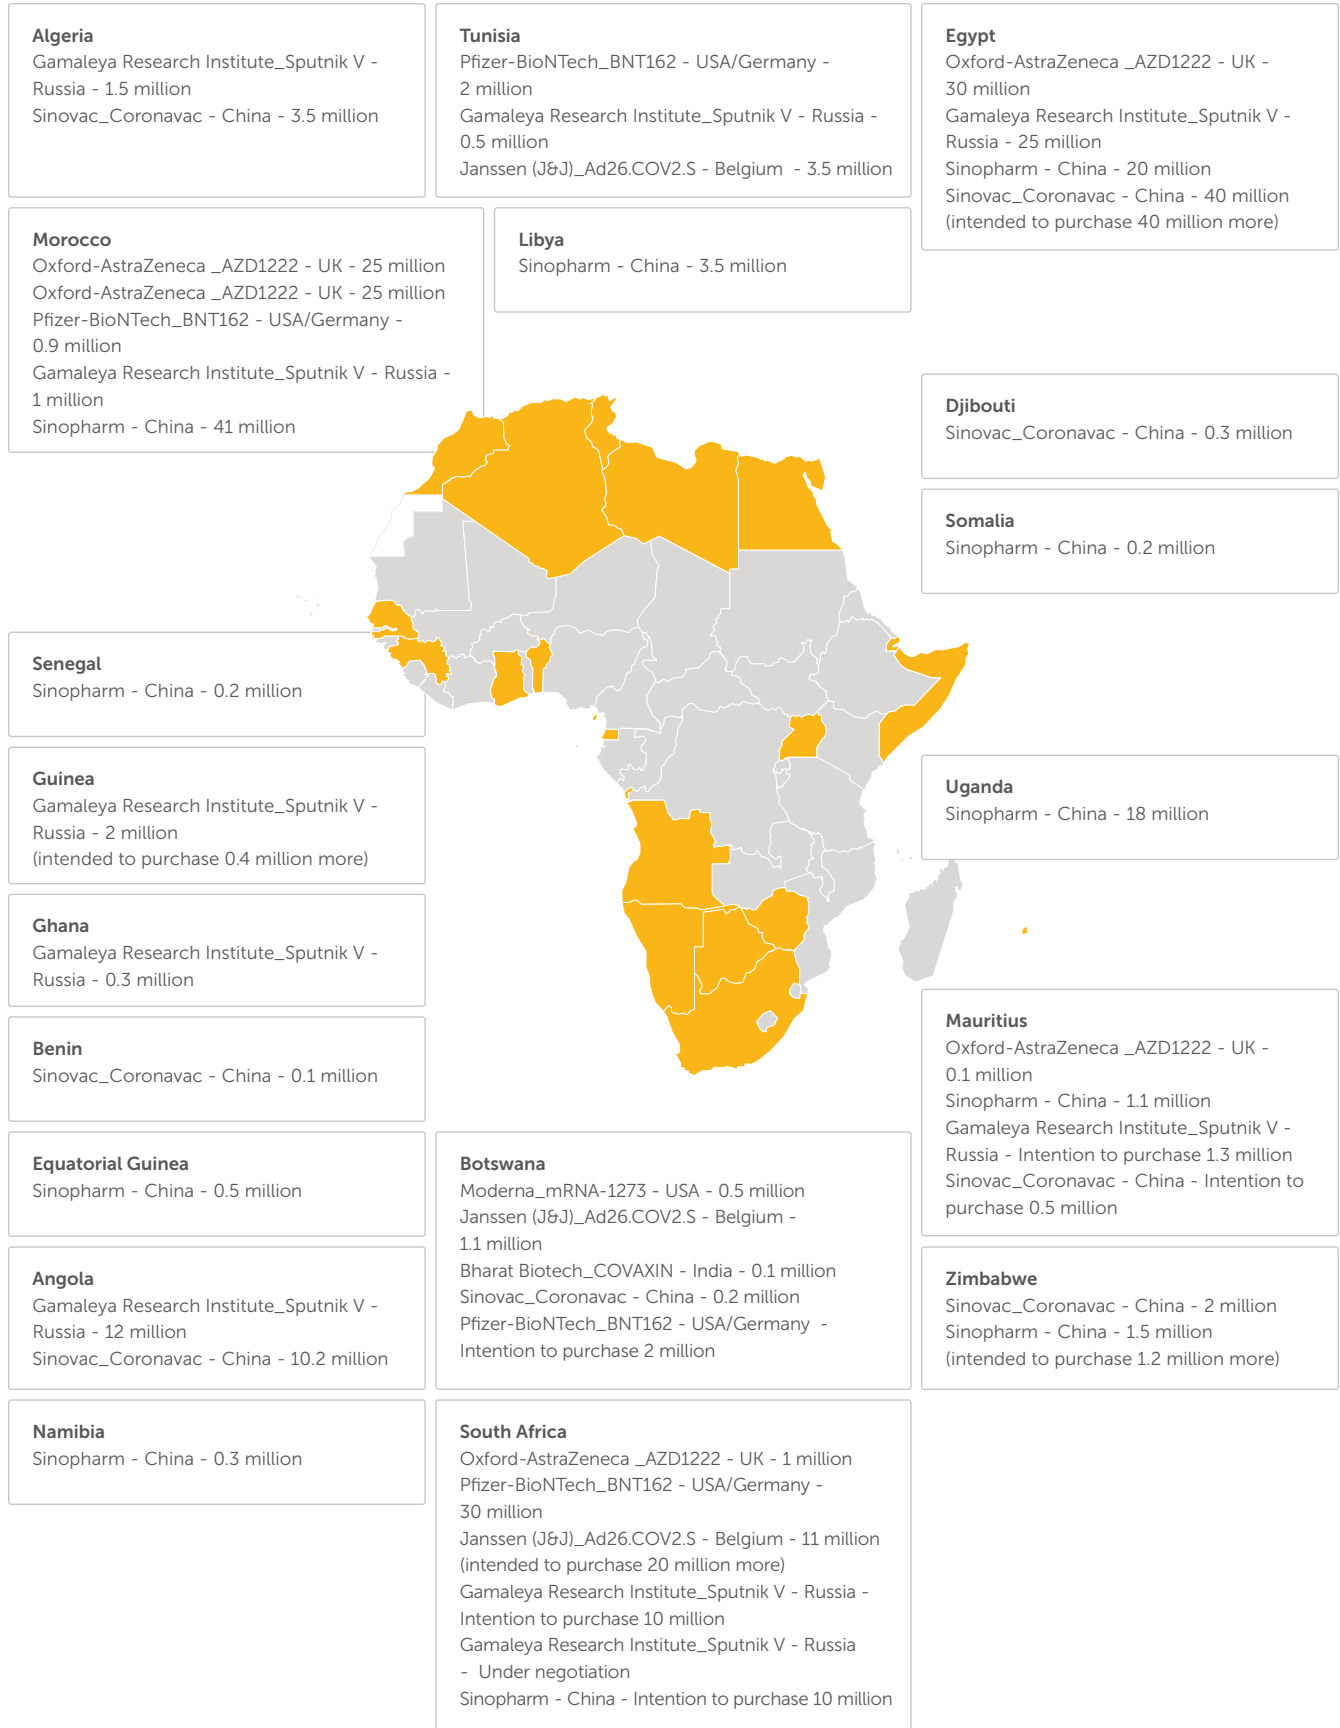 Algeria
Gamaleya Research Institute_Sputnik V -
Russia - 1.5 million
Sinovac_Coronavac - China - 3.5 million
Tunisia
Pfizer-BioNTech_BNT162 - USA/Germany -
2 million
Gamaleya Research Institute_Sputnik V - Russia -
0.5 million
Janssen (J&J)_Ad26.COV2.S - Belgium  - 3.5 million
Egypt
Oxford-AstraZeneca _AZD1222 - UK -
30 million
Gamaleya Research Institute_Sputnik V -
Russia - 25 million
Sinopharm - China - 20 million
Sinovac_Coronavac - China - 40 million
(intended to purchase 40 million more)
Morocco
Oxford-AstraZeneca _AZD1222 - UK - 25 million
Oxford-AstraZeneca _AZD1222 - UK - 25 million
Pfizer-BioNTech_BNT162 - USA/Germany -
0.9 million
Gamaleya Research Institute_Sputnik V - Russia -
1 million
Sinopharm - China - 41 million
Libya
Sinopharm - China - 3.5 million
Djibouti
Sinovac_Coronavac - China - 0.3 million
Somalia
Sinopharm - China - 0.2 million
Senegal
Sinopharm - China - 0.2 million
Guinea
Gamaleya Research Institute_Sputnik V -
Russia - 2 million
(intended to purchase 0.4 million more)
Uganda
Sinopharm - China - 18 million
Ghana
Gamaleya Research Institute_Sputnik V -
Russia - 0.3 million
Benin
Sinovac_Coronavac - China - 0.1 million
Mauritius
Oxford-AstraZeneca _AZD1222 - UK -
0.1 million
Sinopharm - China - 1.1 million
Gamaleya Research Institute_Sputnik V -
Russia - Intention to purchase 1.3 million
Sinovac_Coronavac - China - Intention to
purchase 0.5 million
Equatorial Guinea
Sinopharm - China - 0.5 million
Botswana
Moderna_mRNA-1273 - USA - 0.5 million
Janssen (J&J)_Ad26.COV2.S - Belgium -
1.1 million
Bharat Biotech_COVAXIN - India - 0.1 million
Sinovac_Coronavac - China - 0.2 million
Pfizer-BioNTech_BNT162 - USA/Germany  -
Intention to purchase 2 million
Angola
Gamaleya Research Institute_Sputnik V -
Russia - 12 million
Sinovac_Coronavac - China - 10.2 million
Zimbabwe
Sinovac_Coronavac - China - 2 million
Sinopharm - China - 1.5 million
(intended to purchase 1.2 million more)
Namibia
Sinopharm - China - 0.3 million
South Africa
Oxford-AstraZeneca _AZD1222 - UK - 1 million
Pfizer-BioNTech_BNT162 - USA/Germany -
30 million
Janssen (J&J)_Ad26.COV2.S - Belgium - 11 million
(intended to purchase 20 million more)
Gamaleya Research Institute_Sputnik V - Russia -
Intention to purchase 10 million
Gamaleya Research Institute_Sputnik V - Russia
-  Under negotiation
Sinopharm - China - Intention to purchase 10 million